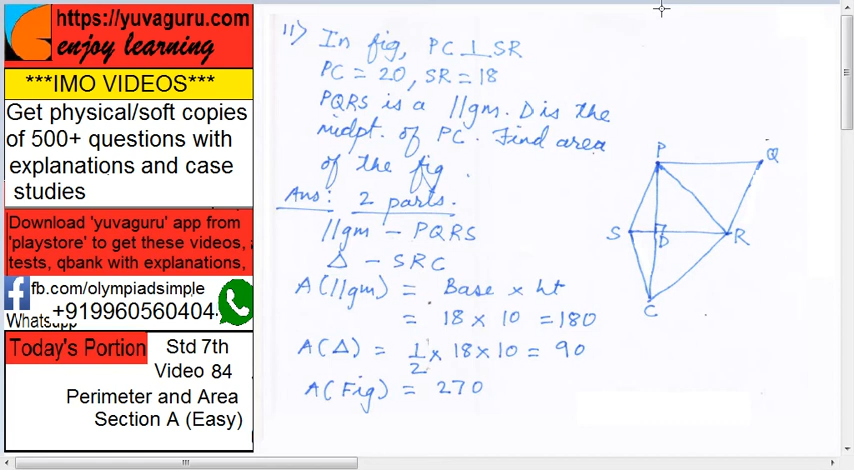 https://yuvaguru.com
enjoy learning
***IMO VIDEOS***
Get physical/soft copies
of 500+ questions with
explanations and case
studies
Download 'yuvaguru' app from
'playstore' to get these videos,
tests, qbank with explanations,
fb.com/olympiadsimple
+919960560404
Whatsapp
Today's Portion
Std 7th
Video 84
Perimeter and Area
Section A (Easy)
11) In fig, PC ⊥ SR
PC = 20, SR = 18
PQRS is a //gm. D is the
midpt. of PC. Find area
of the fig.
Ans: 2 parts.
//gm - PQRS
Δ - SRC
A(//gm) = Base × ht
= 18 × 10 = 180
A(Δ) = 1/2 × 18 × 10 = 90
A(Fig) = 270
P
Q
S
D
R
C